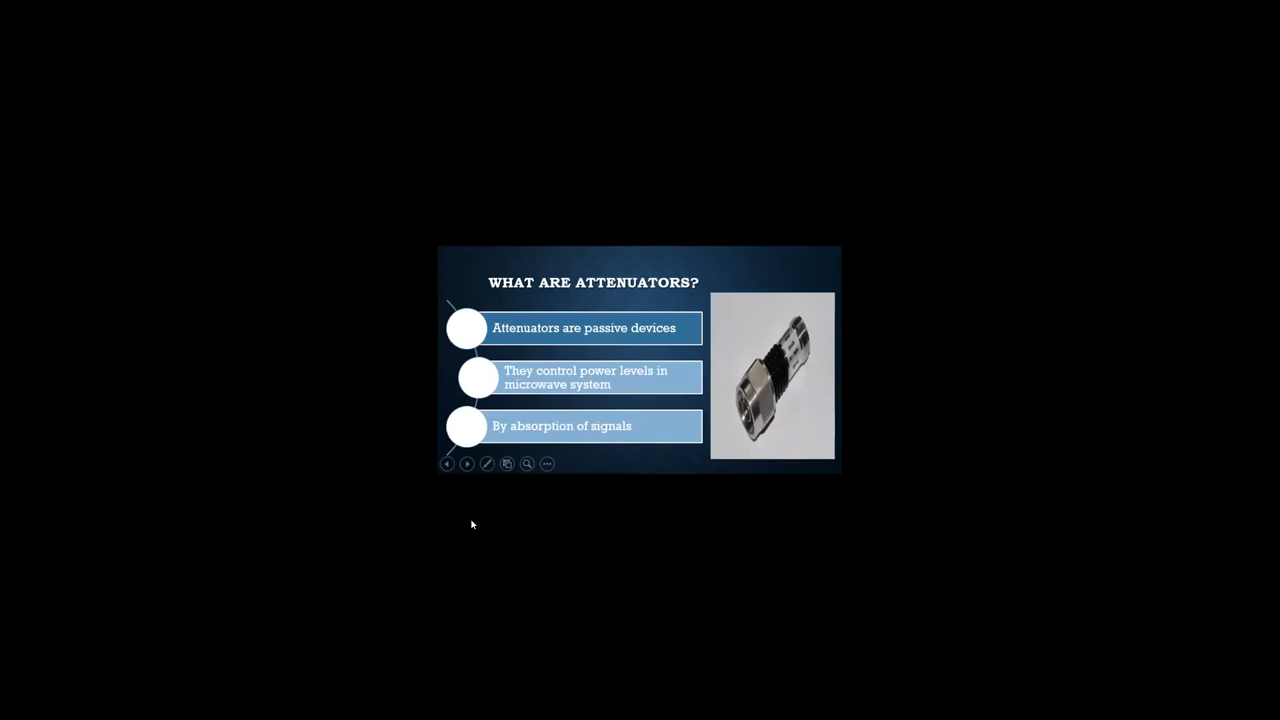 WHAT ARE ATTENUATORS?
Attenuators are passive devices
They control power levels in
microwave system
By absorption of signals